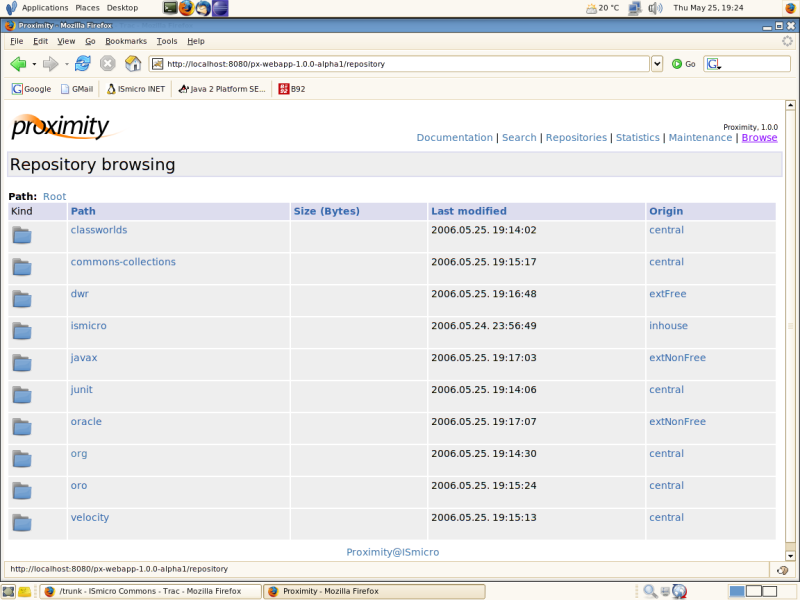 Applications Places Desktop 20 °C Thu May 25, 19:24
Proximity - Mozilla Firefox
File Edit View Go Bookmarks Tools Help
http://localhost:8080/px-webapp-1.0.0-alpha1/repository Go G
Google GMail ISmicro INET Java 2 Platform SE... B92
proximity
Proximity, 1.0.0
Documentation | Search | Repositories | Statistics | Maintenance | Browse
Repository browsing
Path: Root
Kind Path Size (Bytes) Last modified Origin
classworlds 2006.05.25. 19:14:02 central
commons-collections 2006.05.25. 19:15:17 central
dwr 2006.05.25. 19:16:48 extFree
ismicro 2006.05.24. 23:56:49 inhouse
javax 2006.05.25. 19:17:03 extNonFree
junit 2006.05.25. 19:14:06 central
oracle 2006.05.25. 19:17:07 extNonFree
org 2006.05.25. 19:14:30 central
oro 2006.05.25. 19:15:24 central
velocity 2006.05.25. 19:15:13 central
Proximity@ISmicro
http://localhost:8080/px-webapp-1.0.0-alpha1/repository
/trunk - ISmicro Commons - Trac - Mozilla Firefox Proximity - Mozilla Firefox